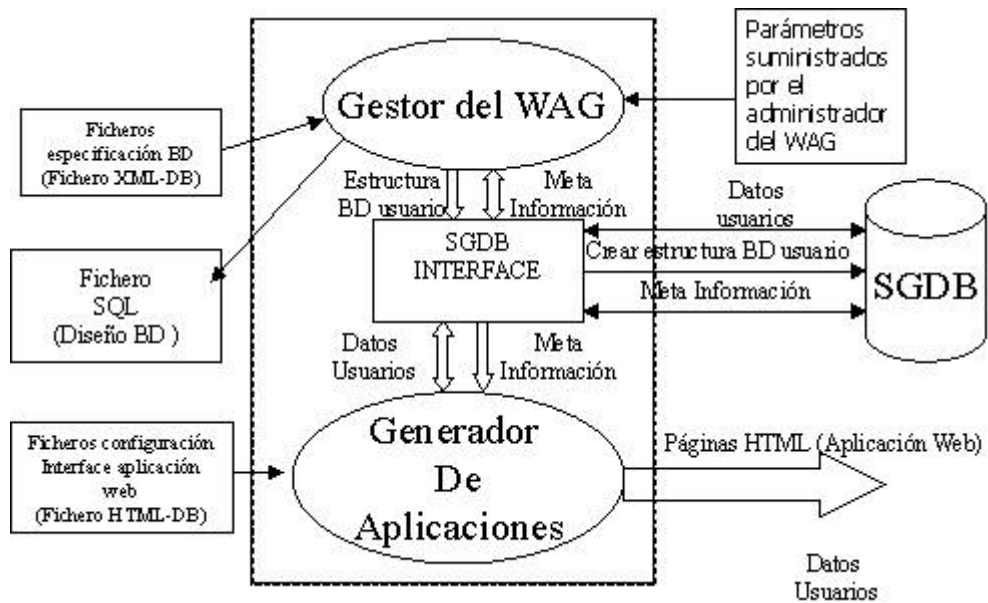 Parámetros
suministrados
por el
administrador
del WAG
Gestor del WAG
Ficheros
especificación BD
(Fichero XML-DB)
Estructura
BD usuario
Meta
Información
Datos
usuarios
SGDB
INTERFACE
Crear estructura BD usuario
Meta Información
SGDB
Fichero
SQL
(Diseño BD )
Datos
Usuarios
Meta
Información
Ficheros configuración
Interface aplicación
web
(Fichero HTML-DB)
Generador
De
Aplicaciones
Páginas HTML (Aplicación Web)
Datos
Usuarios